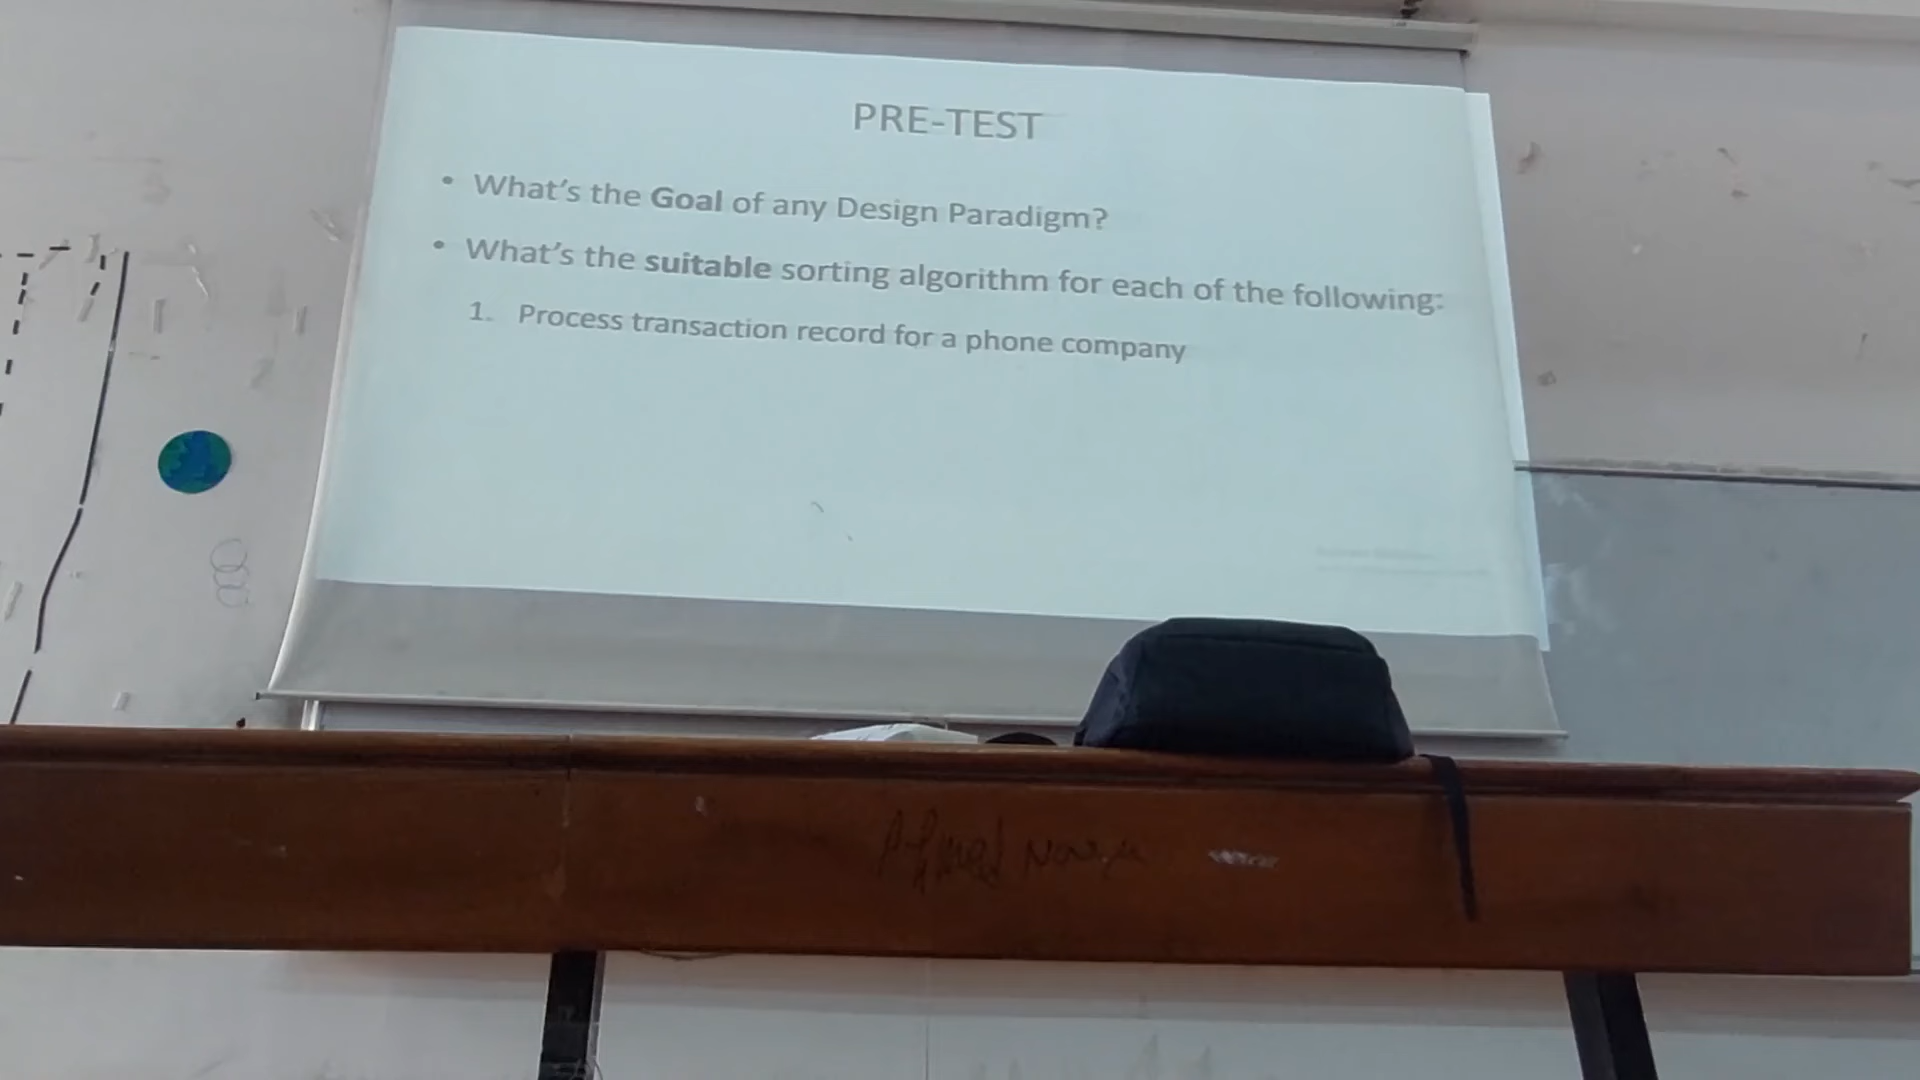 PRE-TEST
• What's the Goal of any Design Paradigm?
• What's the suitable sorting algorithm for each of the following:
1. Process transaction record for a phone company